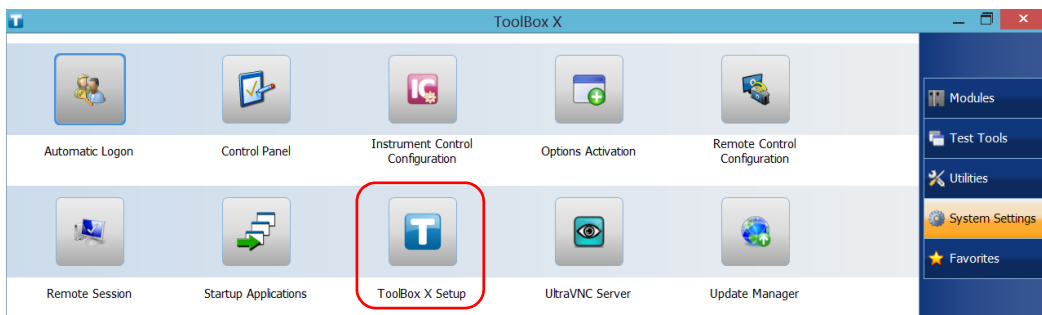 ToolBox X
Automatic Logon
Control Panel
Instrument Control
Configuration
Options Activation
Remote Control
Configuration
Remote Session
Startup Applications
ToolBox X Setup
UltraVNC Server
Update Manager
Modules
Test Tools
Utilities
System Settings
Favorites